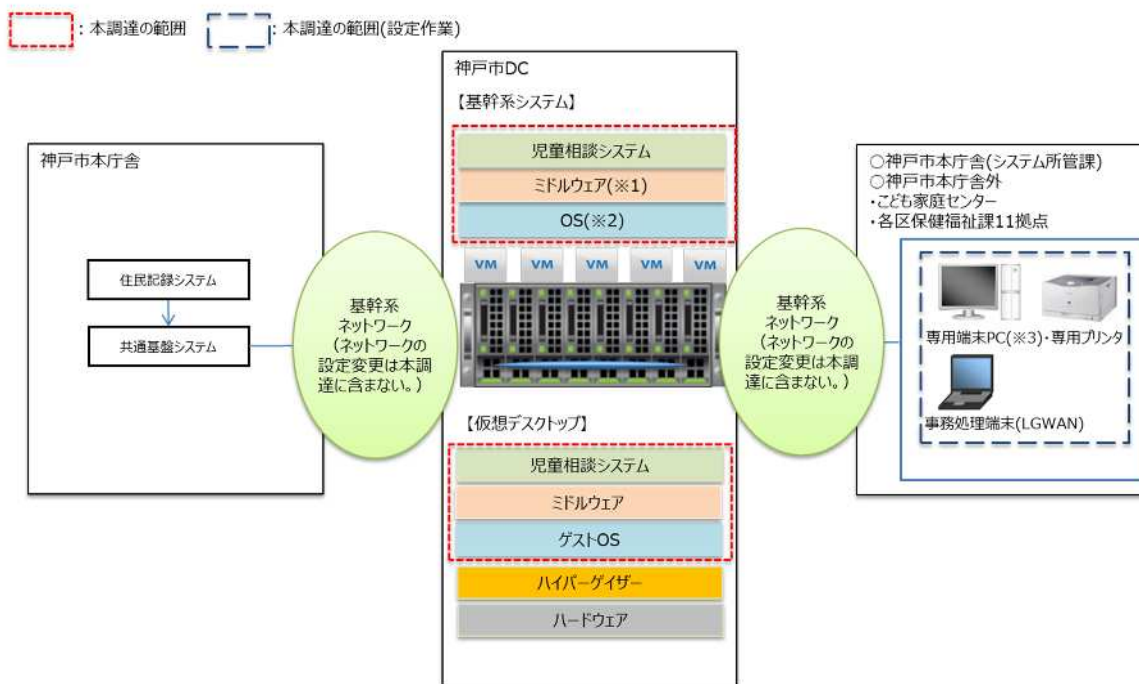 : 本調達の範囲
: 本調達の範囲(設定作業)
神戸市本庁舎
住民記録システム
共通基盤システム
基幹系
ネットワーク
(ネットワークの
設定変更は本調
達に含まない。)
神戸市DC
【基幹系システム】
児童相談システム
ミドルウェア(※1)
OS(※2)
VM
VM
VM
VM
VM
【仮想デスクトップ】
児童相談システム
ミドルウェア
ゲストOS
ハイパーゲイザー
ハードウェア
基幹系
ネットワーク
(ネットワークの
設定変更は本調
達に含まない。)
○神戸市本庁舎(システム所管課)
○神戸市本庁舎外
・こども家庭センター
・各区保健福祉課11拠点
専用端末PC(※3)・専用プリンタ
事務処理端末(LGWAN)